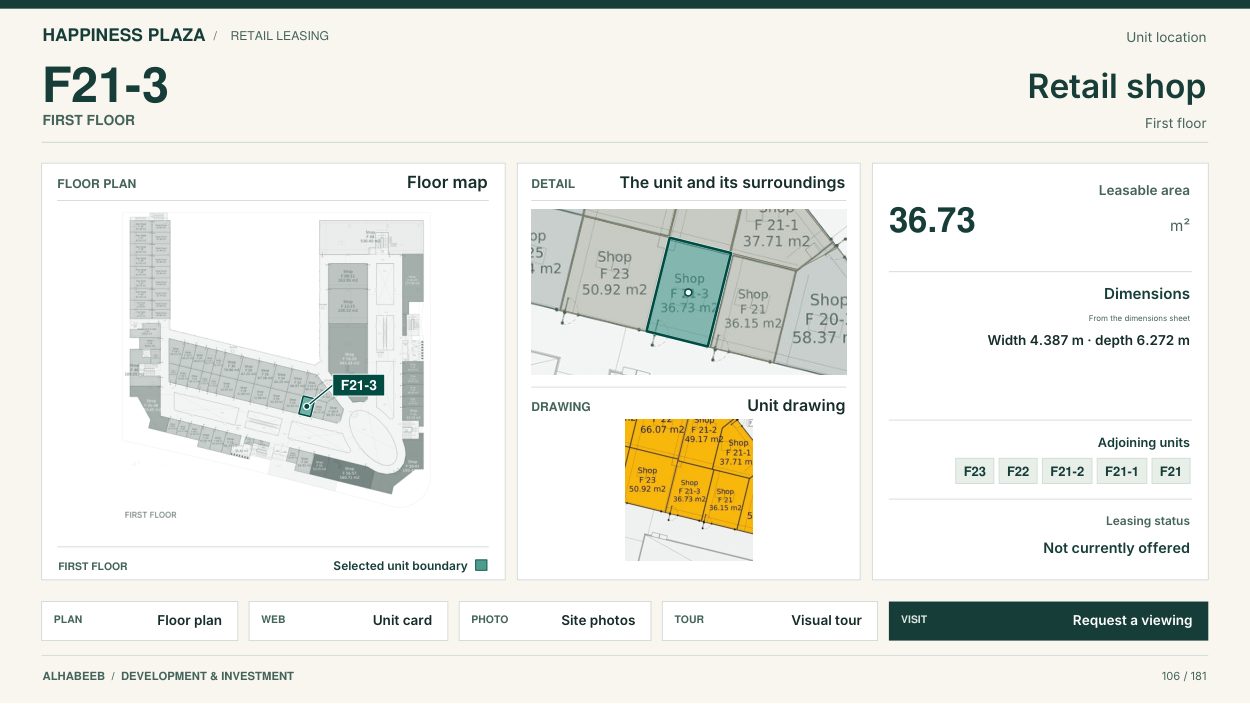 HAPPINESS PLAZA / RETAIL LEASING
Unit location
F21-3
Retail shop
FIRST FLOOR
First floor
FLOOR PLAN
Floor map
F21-3
FIRST FLOOR
FIRST FLOOR
Selected unit boundary
DETAIL
The unit and its surroundings
Shop
F 21-1
37.71 m2
Shop
F 23
50.92 m2
Shop
F 21-3
36.73 m2
Shop
F 21
36.15 m2
Shop
F 20-
58.37
DRAWING
Unit drawing
F 22
66.07 m2
Shop
F 21-2
49.17 m2
Shop
F 21-1
37.71 m
Shop
F 23
50.92 m2
Shop
F 21-3
36.73 m2
Shop
F 21
36.15 m2
Leasable area
36.73
m²
Dimensions
From the dimensions sheet
Width 4.387 m · depth 6.272 m
Adjoining units
F23 F22 F21-2 F21-1 F21
Leasing status
Not currently offered
PLAN Floor plan
WEB Unit card
PHOTO Site photos
TOUR Visual tour
VISIT Request a viewing
ALHABEEB / DEVELOPMENT & INVESTMENT
106 / 181